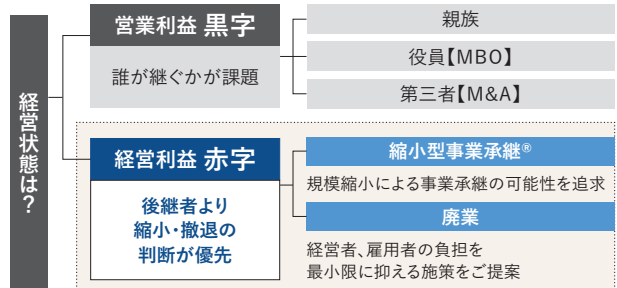 経営状態は？
営業利益 黒字
誰が継ぐかが課題
親族
役員【MBO】
第三者【M&A】
経営利益 赤字
後継者より
縮小・撤退の
判断が優先
縮小型事業承継®
規模縮小による事業承継の可能性を追求
廃業
経営者、雇用者の負担を
最小限に抑える施策をご提案